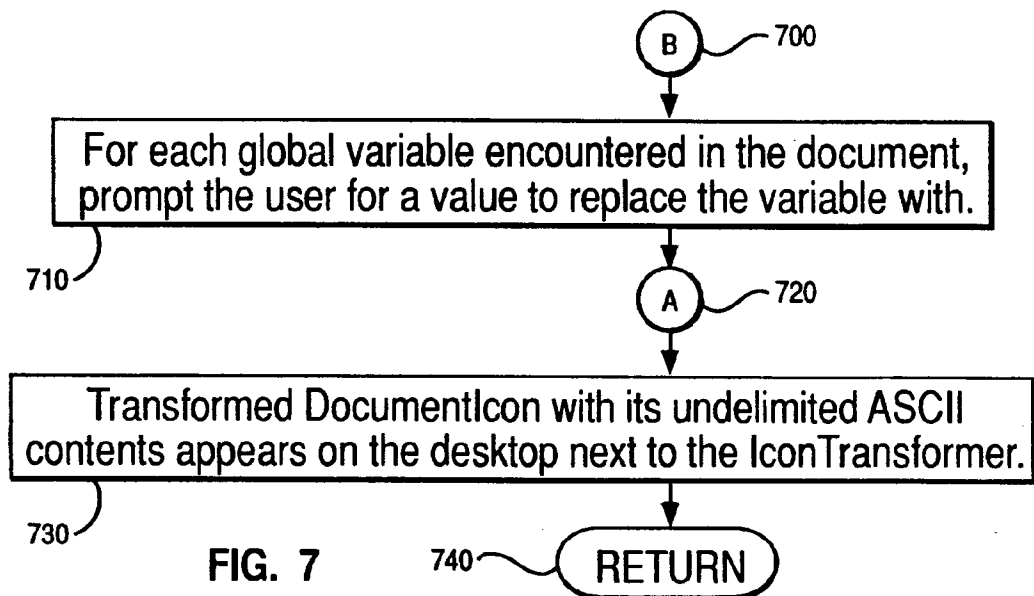 B
700
For each global variable encountered in the document,
prompt the user for a value to replace the variable with.
710
A
720
Transformed DocumentIcon with its undelimited ASCII
contents appears on the desktop next to the IconTransformer.
730
FIG. 7
740
RETURN